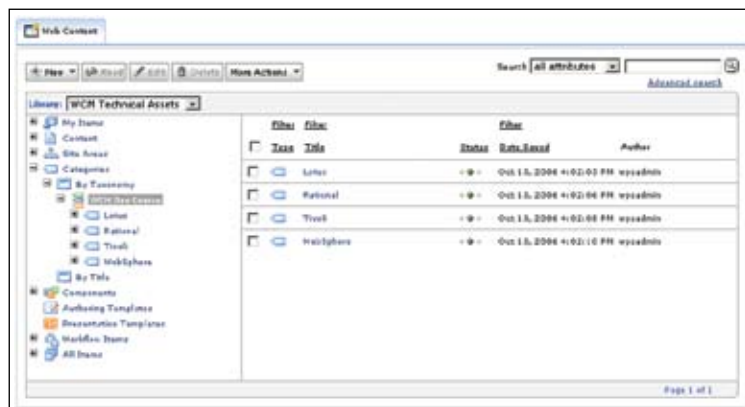 Web Content
New Read Edit Delete More Actions
Search all attributes
Advanced search
Library: WCM Technical Assets
My Items
Content
Site Areas
Categories
By Taxonomy
Lotus
Rational
Tivoli
WebSphere
By Title
Components
Authoring Templates
Presentation Templates
Workflow Items
All Items
filter filter filter
Type Title Status Date Saved Author
Lotus Oct 13, 2006 4:02:03 PM wpsadmin
Rational Oct 13, 2006 4:02:06 PM wpsadmin
Tivoli Oct 13, 2006 4:02:08 PM wpsadmin
WebSphere Oct 13, 2006 4:02:10 PM wpsadmin
Page 1 of 1